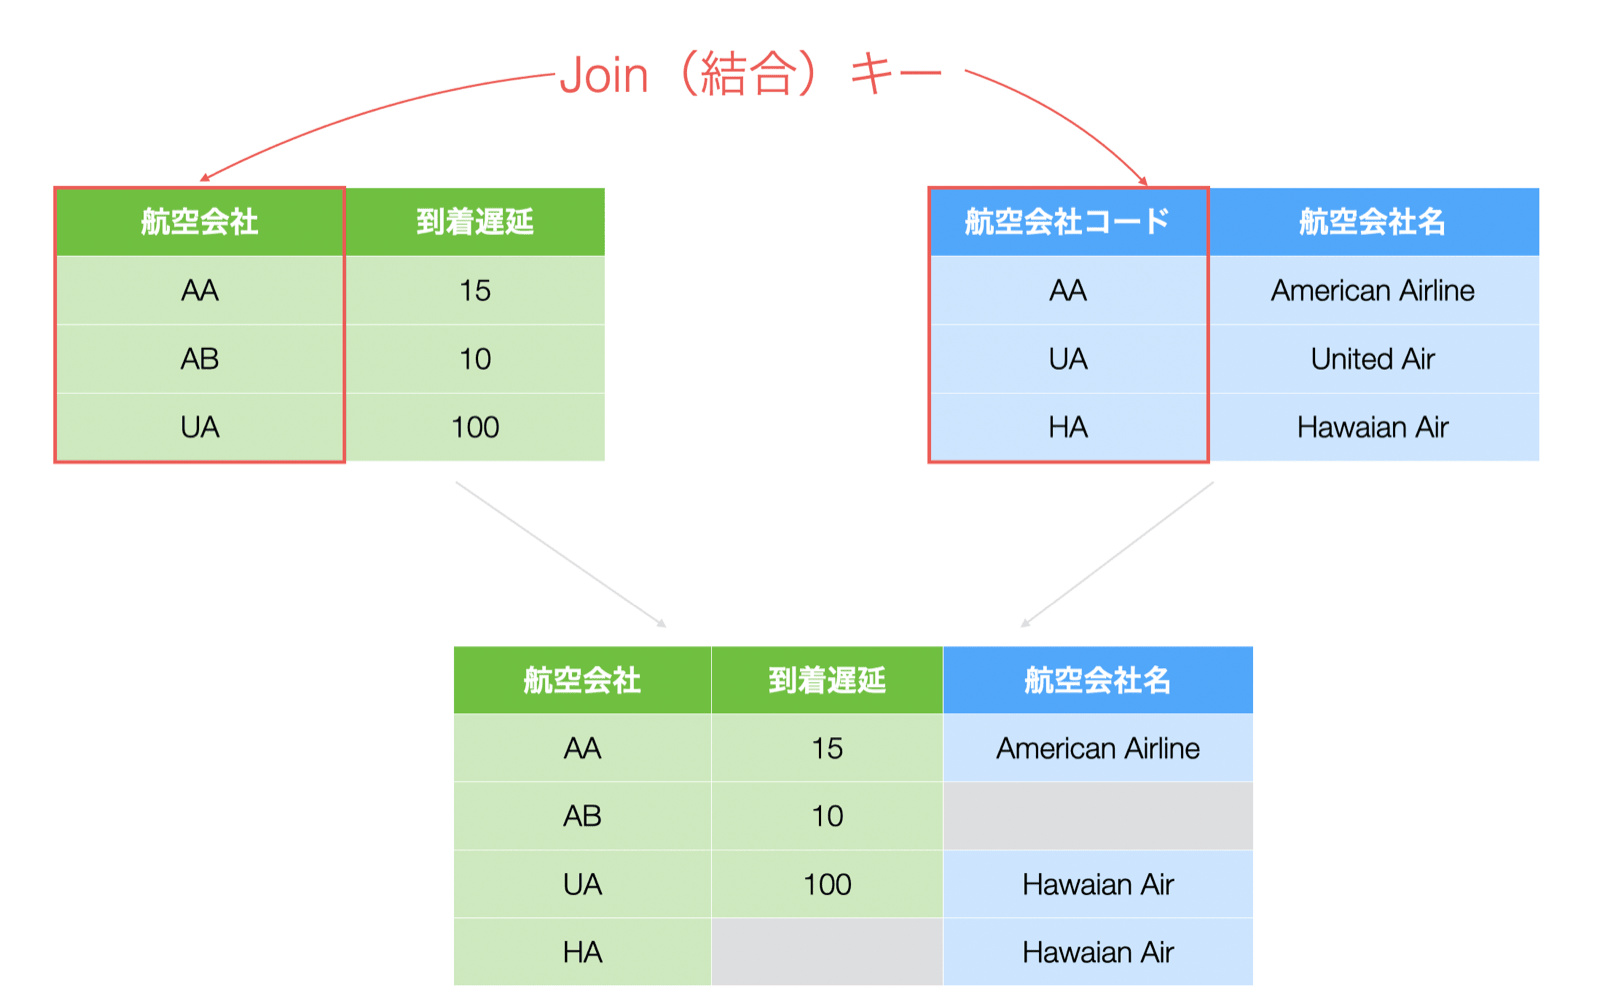 Join（結合）キー
航空会社 到着遅延
AA 15
AB 10
UA 100
航空会社コード 航空会社名
AA American Airline
UA United Air
HA Hawaian Air
航空会社 到着遅延 航空会社名
AA 15 American Airline
AB 10
UA 100 Hawaian Air
HA Hawaian Air